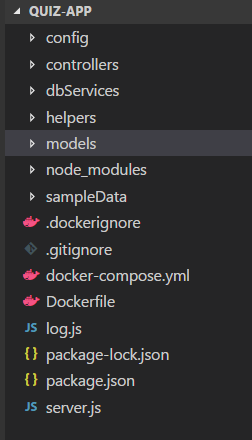 QUIZ-APP
config
controllers
dbServices
helpers
models
node_modules
sampleData
.dockerignore
.gitignore
docker-compose.yml
Dockerfile
JS log.js
{ } package-lock.json
{ } package.json
JS server.js